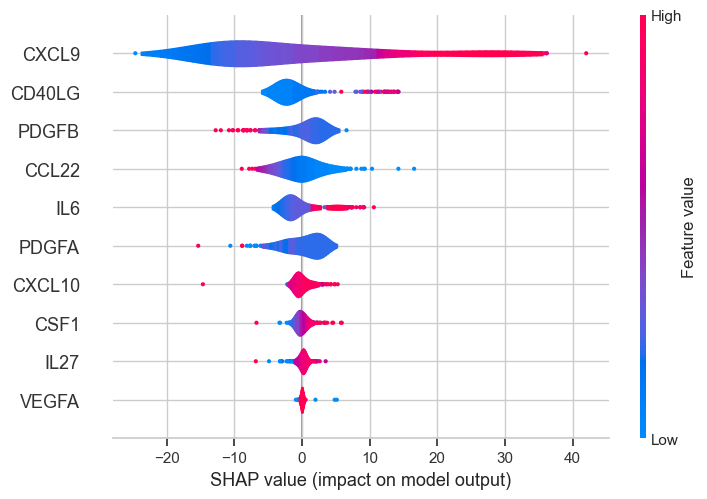 High
CXCL9
CD40LG
PDGFB
CCL22
IL6
PDGFA
CXCL10
CSF1
IL27
VEGFA
Feature value
Low
−20 −10 0 10 20 30 40
SHAP value (impact on model output)